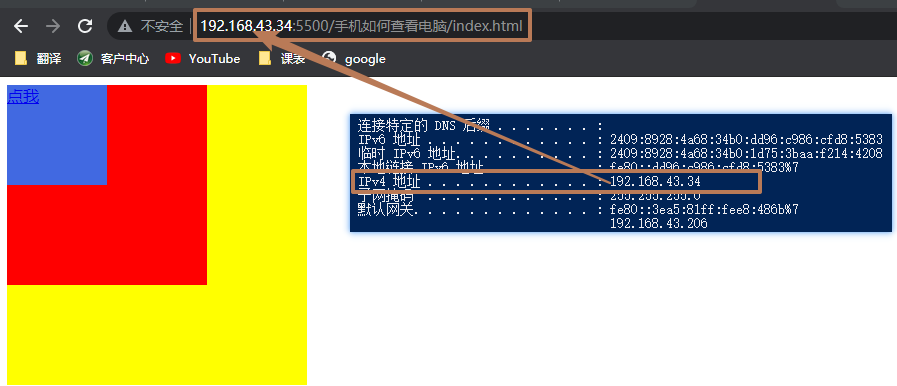 不安全 192.168.43.34:5500/手机如何查看电脑/index.html
翻译 客户中心 YouTube 课表 google
点我
连接特定的 DNS 后缀 . . . . . . . :
IPv6 地址 . . . . . . . . . . . . : 2409:8928:4a68:34b0:dd96:c986:cfd8:5383
临时 IPv6 地址. . . . . . . . . . : 2409:8928:4a68:34b0:1d75:3baa:f214:4208
本地链接 IPv6 地址. . . . . . . . : fe80::dd96:c986:cfd8:5383%7
IPv4 地址 . . . . . . . . . . . . : 192.168.43.34
子网掩码 . . . . . . . . . . . . : 255.255.255.0
默认网关. . . . . . . . . . . . . : fe80::3ea5:81ff:fee8:486b%7
192.168.43.206